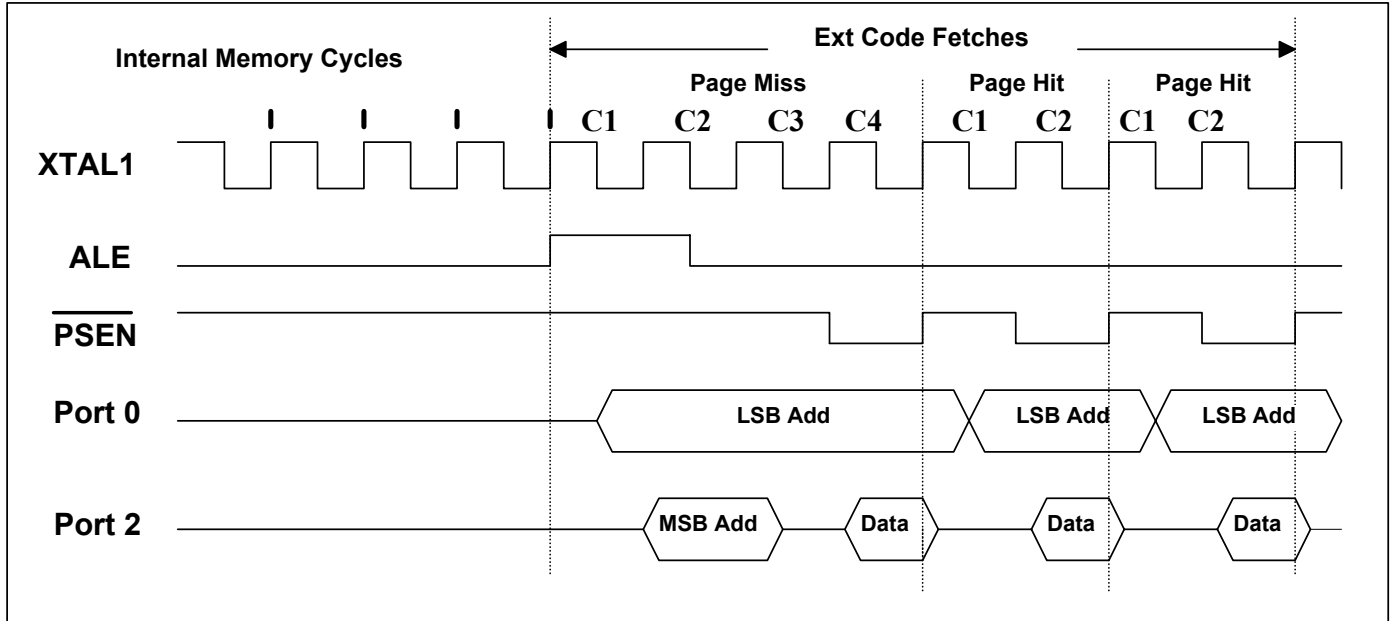 Ext Code Fetches
Internal Memory Cycles
Page Miss Page Hit Page Hit
C1 C2 C3 C4 C1 C2 C1 C2
XTAL1
ALE
PSEN
Port 0 LSB Add LSB Add LSB Add
Port 2 MSB Add Data Data Data